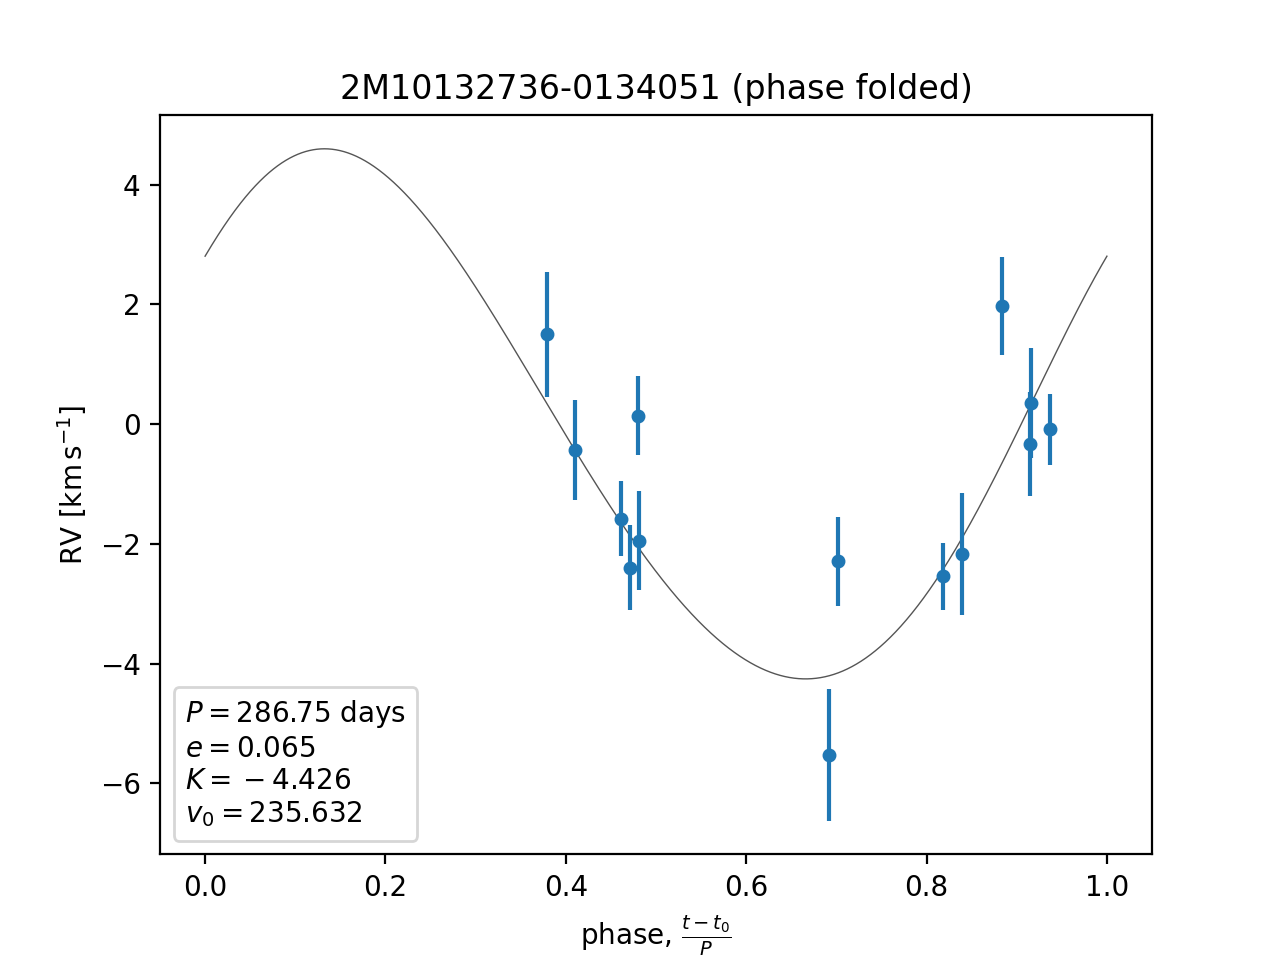 2M10132736-0134051 (phase folded)
4
2
0
−2
−4
−6
RV [km s⁻¹]
P = 286.75 days
e = 0.065
K = −4.426
v₀ = 235.632
0.0 0.2 0.4 0.6 0.8 1.0
phase, (t − t₀)/P